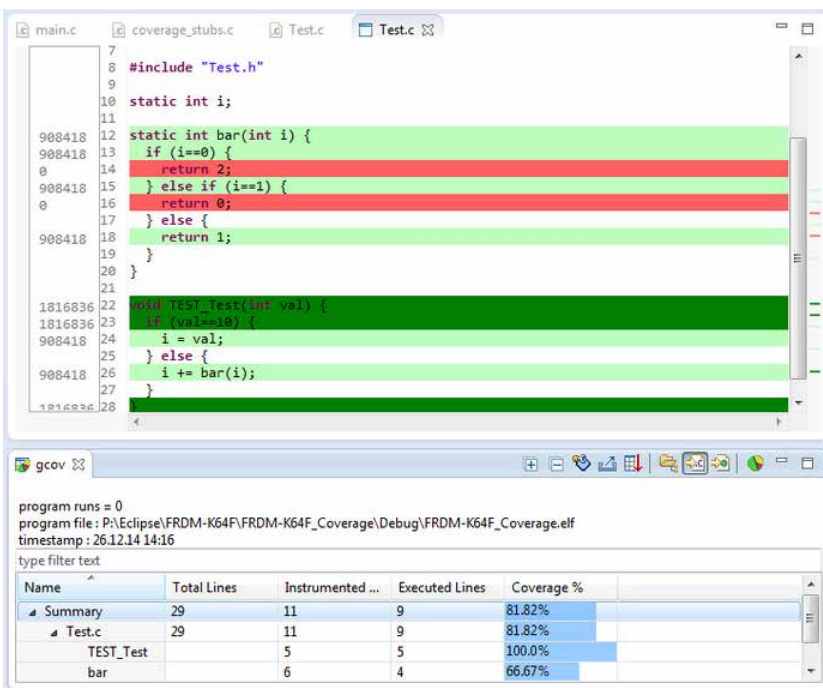 main.c coverage_stubs.c Test.c Test.c
7
8 #include "Test.h"
9
10 static int i;
11
908418 12 static int bar(int i) {
908418 13 if (i==0) {
0 14 return 2;
908418 15 } else if (i==1) {
0 16 return 0;
17 } else {
908418 18 return 1;
19 }
20 }
21
1816836 22 void TEST_Test(int val) {
1816836 23 if (val==10) {
908418 24 i = val;
25 } else {
908418 26 i += bar(i);
27 }
1816836 28 }
gcov
program runs = 0
program file : P:\Eclipse\FRDM-K64F\FRDM-K64F_Coverage\Debug\FRDM-K64F_Coverage.elf
timestamp : 26.12.14 14:16
type filter text
Name Total Lines Instrumented ... Executed Lines Coverage %
Summary 29 11 9 81.82%
Test.c 29 11 9 81.82%
TEST_Test 5 5 100.0%
bar 6 4 66.67%